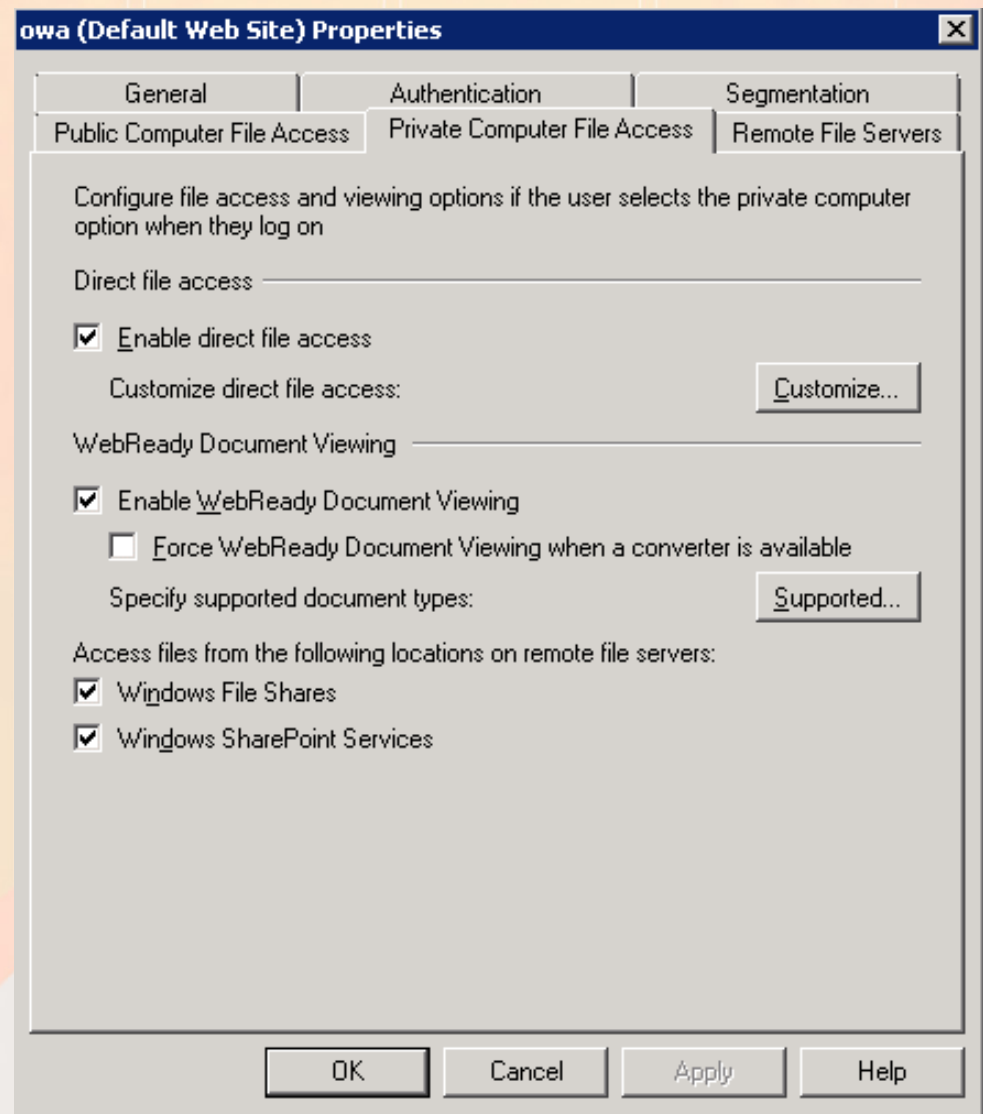 owa (Default Web Site) Properties
General
Authentication
Segmentation
Public Computer File Access
Private Computer File Access
Remote File Servers
Configure file access and viewing options if the user selects the private computer
option when they log on
Direct file access
Enable direct file access
Customize direct file access:
Customize...
WebReady Document Viewing
Enable WebReady Document Viewing
Force WebReady Document Viewing when a converter is available
Specify supported document types:
Supported...
Access files from the following locations on remote file servers:
Windows File Shares
Windows SharePoint Services
OK
Cancel
Apply
Help